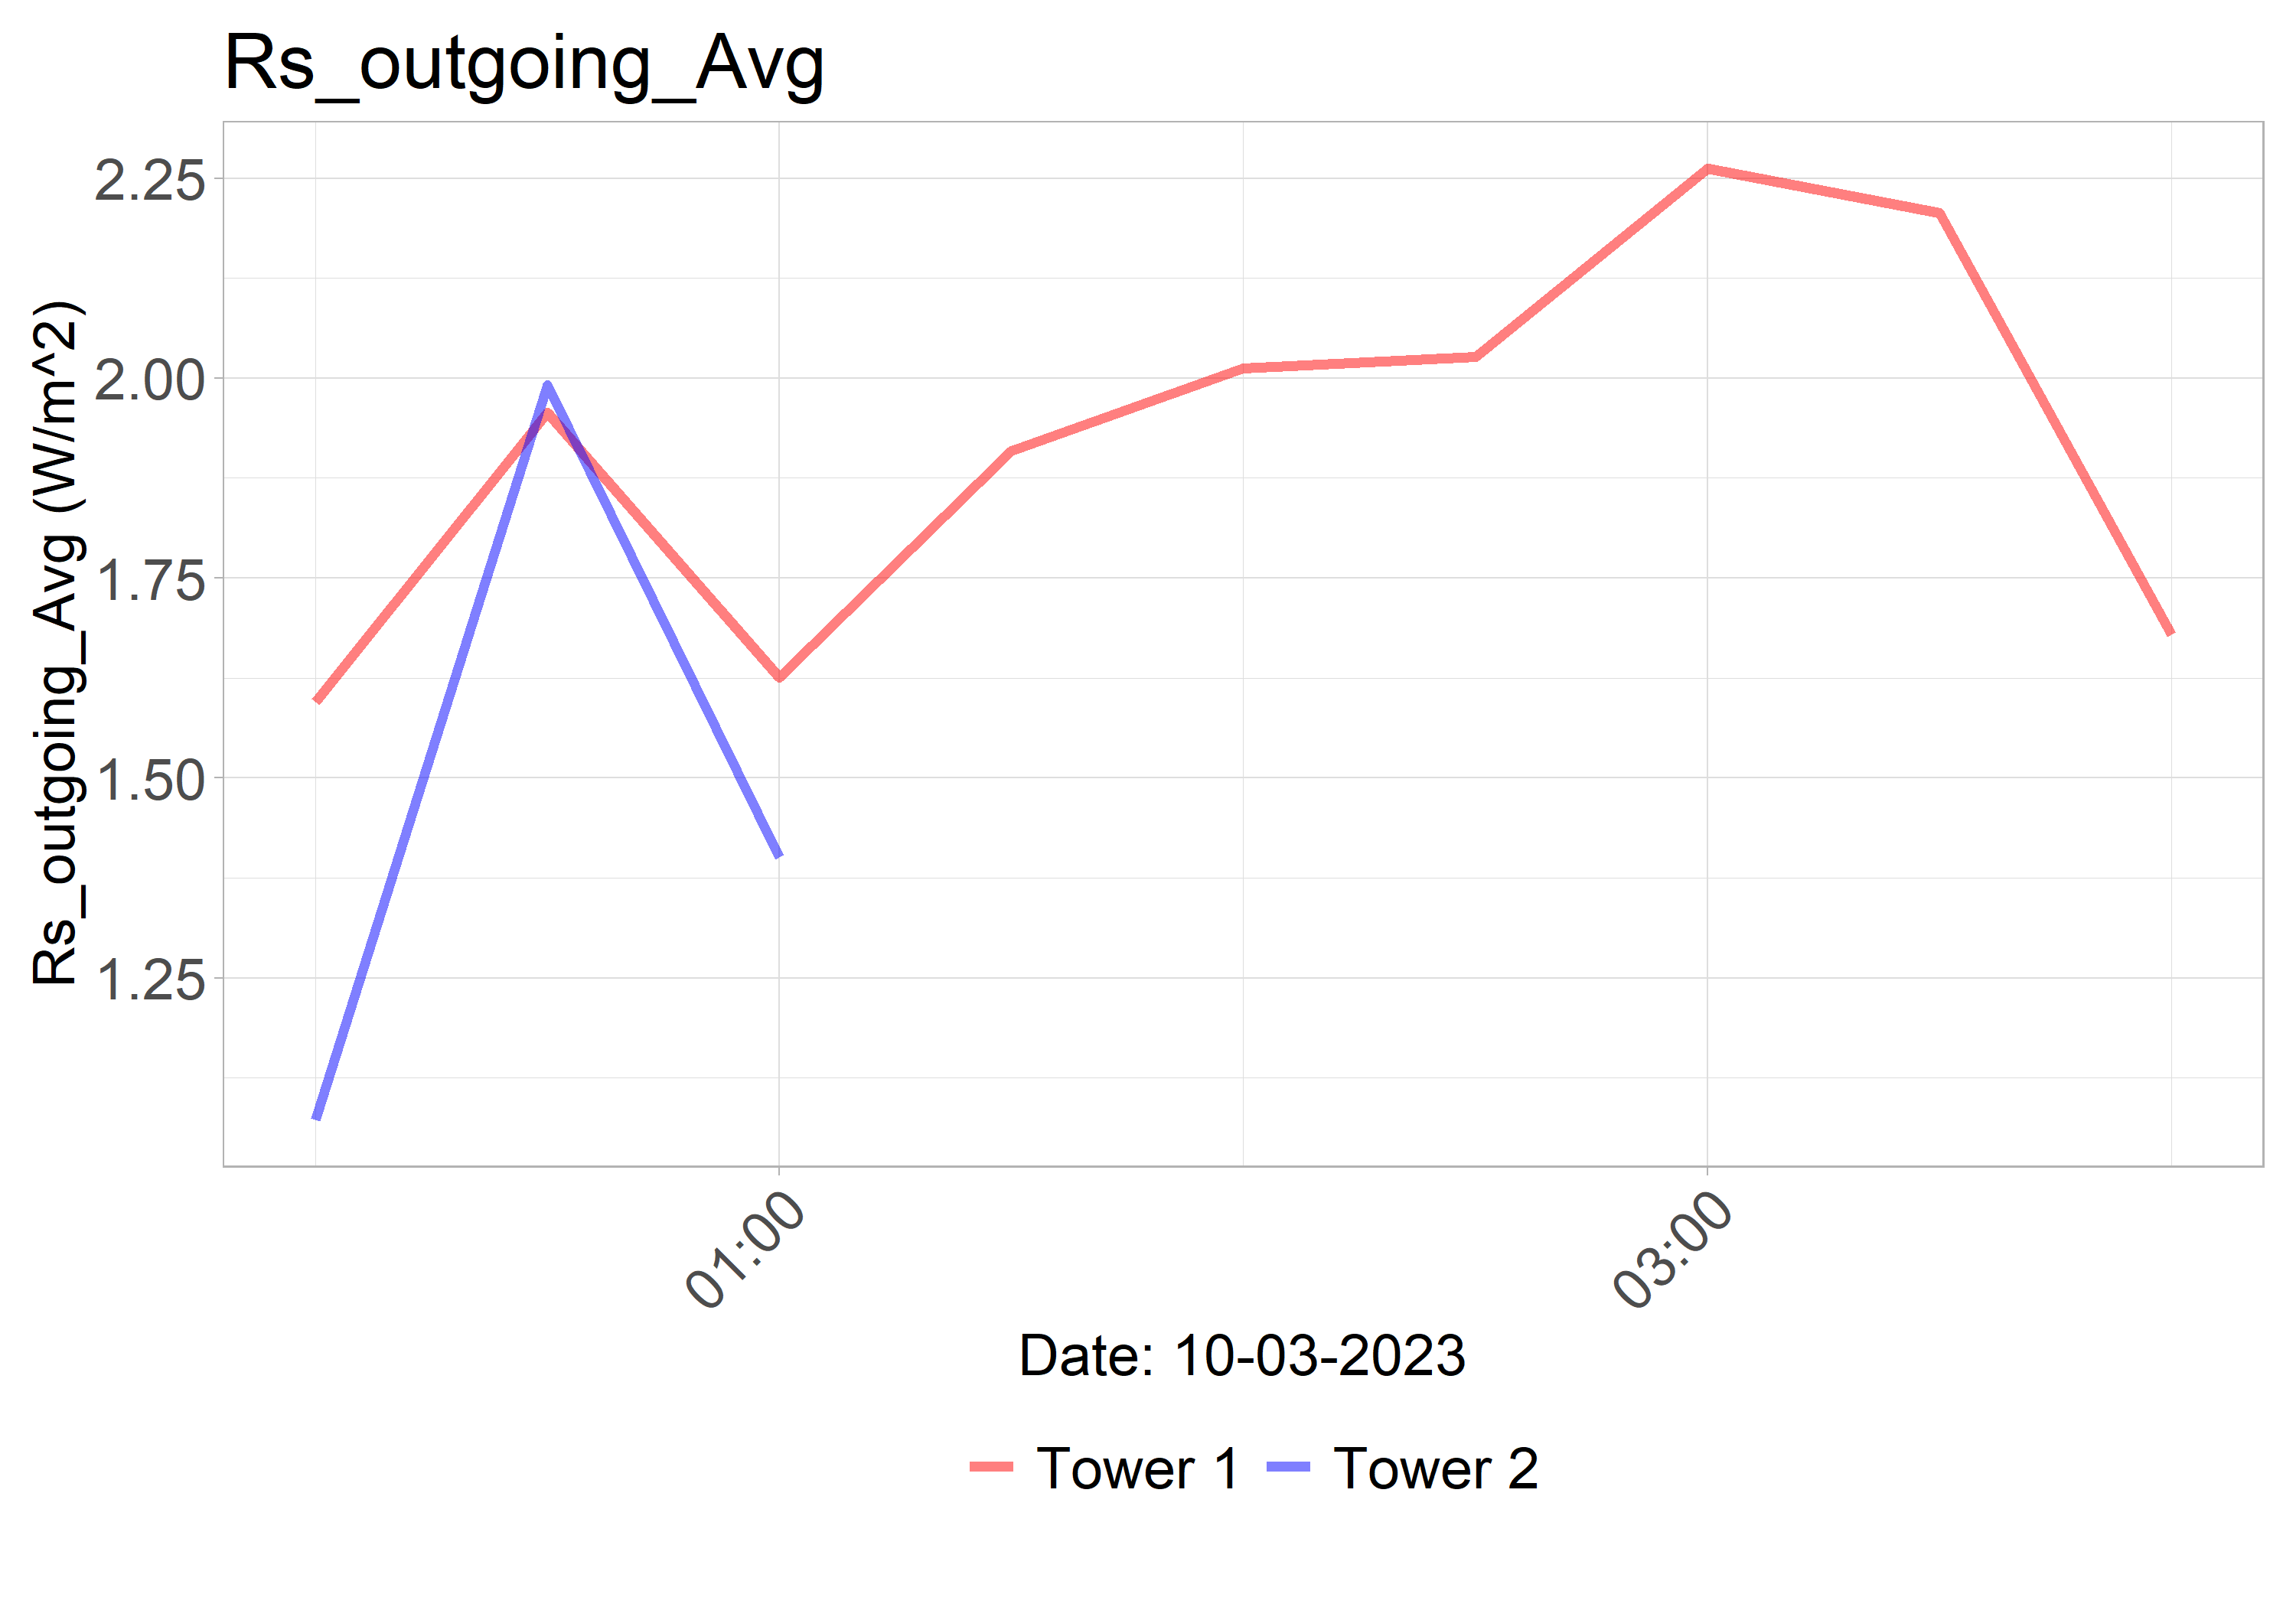 Rs_outgoing_Avg
Rs_outgoing_Avg (W/m^2)
2.25
2.00
1.75
1.50
1.25
01:00
03:00
Date: 10-03-2023
Tower 1
Tower 2